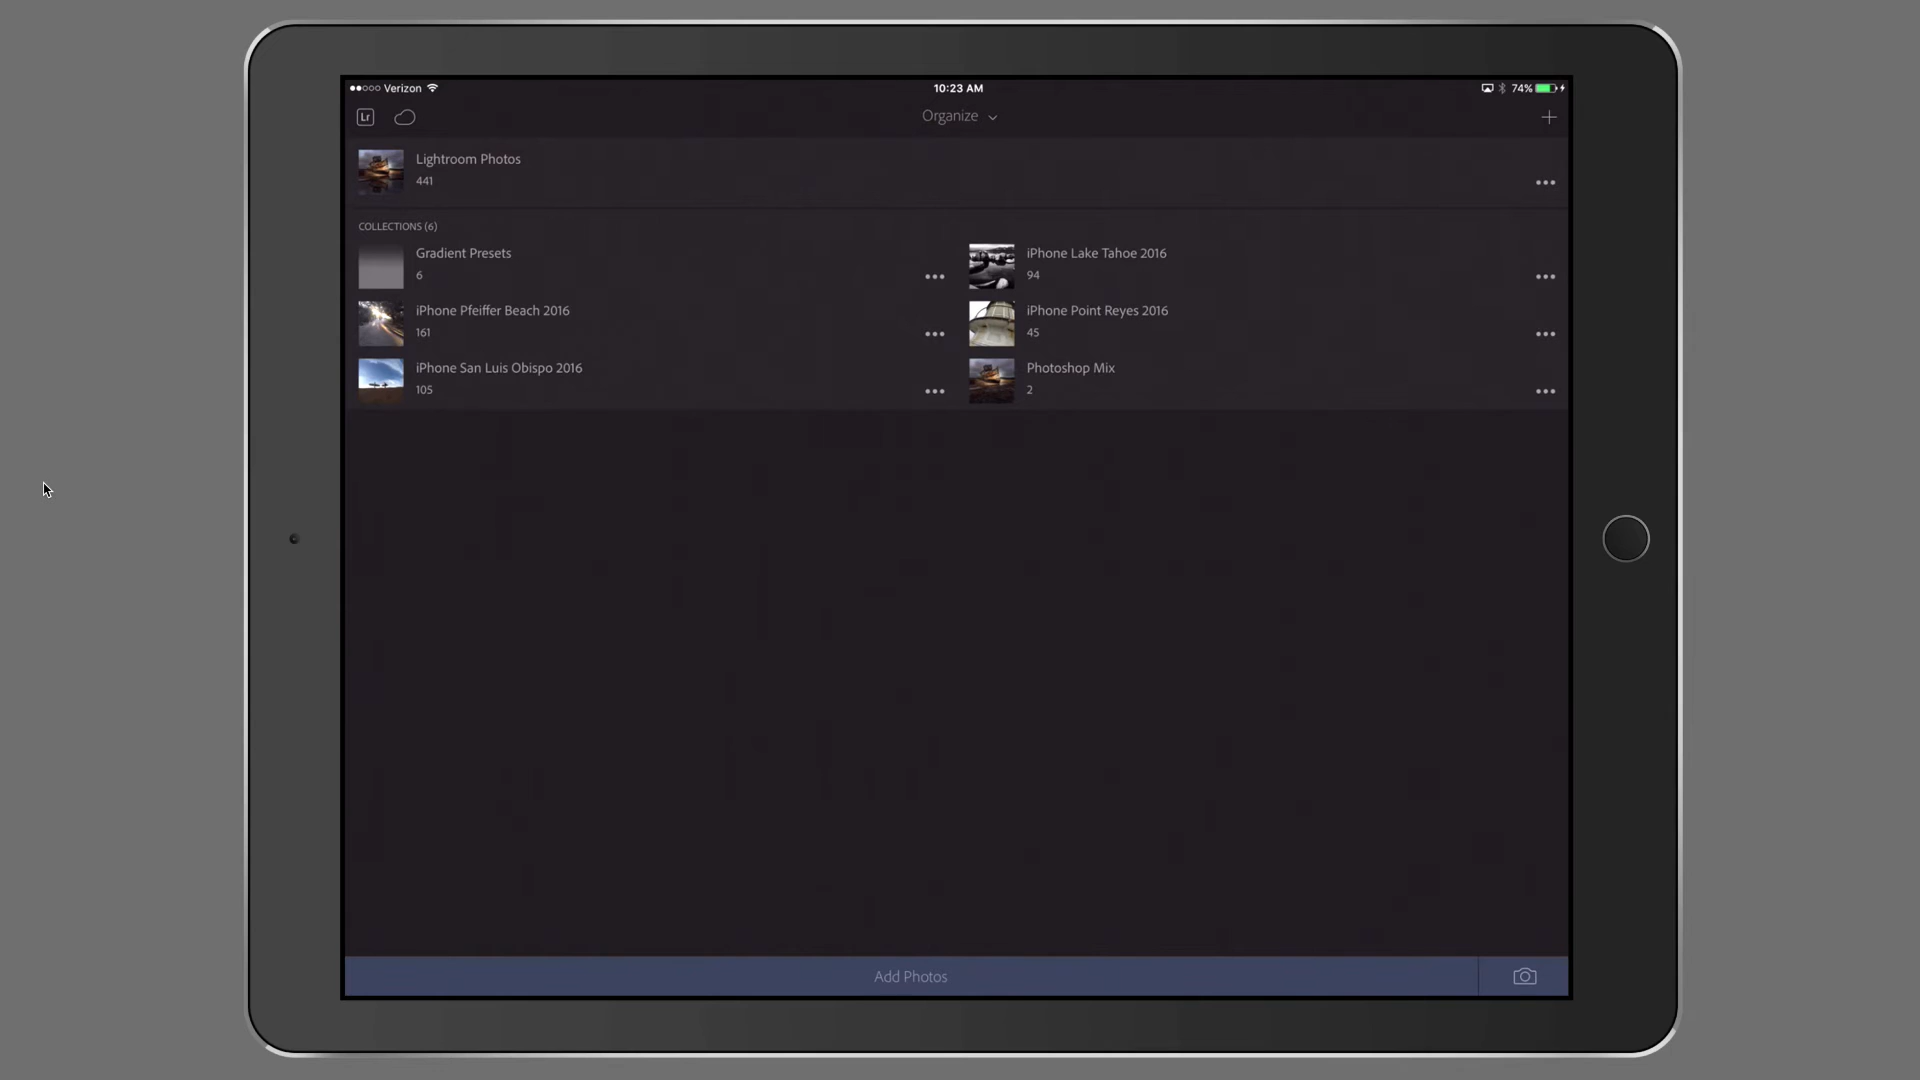 Verizon
10:23 AM
74%
Lr
Organize
Lightroom Photos
441
COLLECTIONS (6)
Gradient Presets
6
iPhone Lake Tahoe 2016
94
iPhone Pfeiffer Beach 2016
161
iPhone Point Reyes 2016
45
iPhone San Luis Obispo 2016
105
Photoshop Mix
2
Add Photos